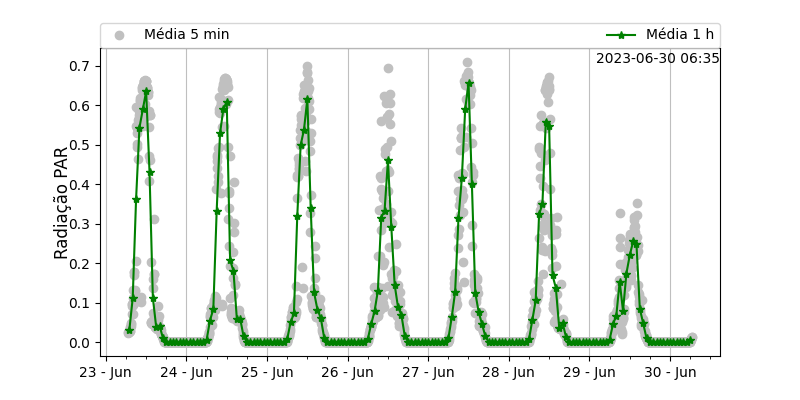 Média 5 min
Média 1 h
2023-06-30 06:35
Radiação PAR
0.7
0.6
0.5
0.4
0.3
0.2
0.1
0.0
23 - Jun
24 - Jun
25 - Jun
26 - Jun
27 - Jun
28 - Jun
29 - Jun
30 - Jun